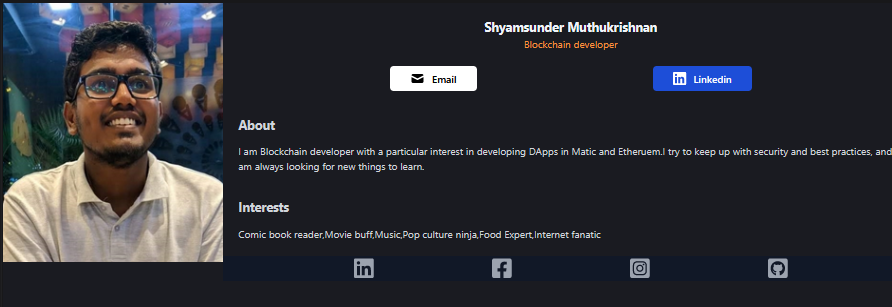 Shyamsunder Muthukrishnan
Blockchain developer
Email
Linkedin
About
I am Blockchain developer with a particular interest in developing DApps in Matic and Etheruem.I try to keep up with security and best practices, and
am always looking for new things to learn.
Interests
Comic book reader,Movie buff,Music,Pop culture ninja,Food Expert,Internet fanatic